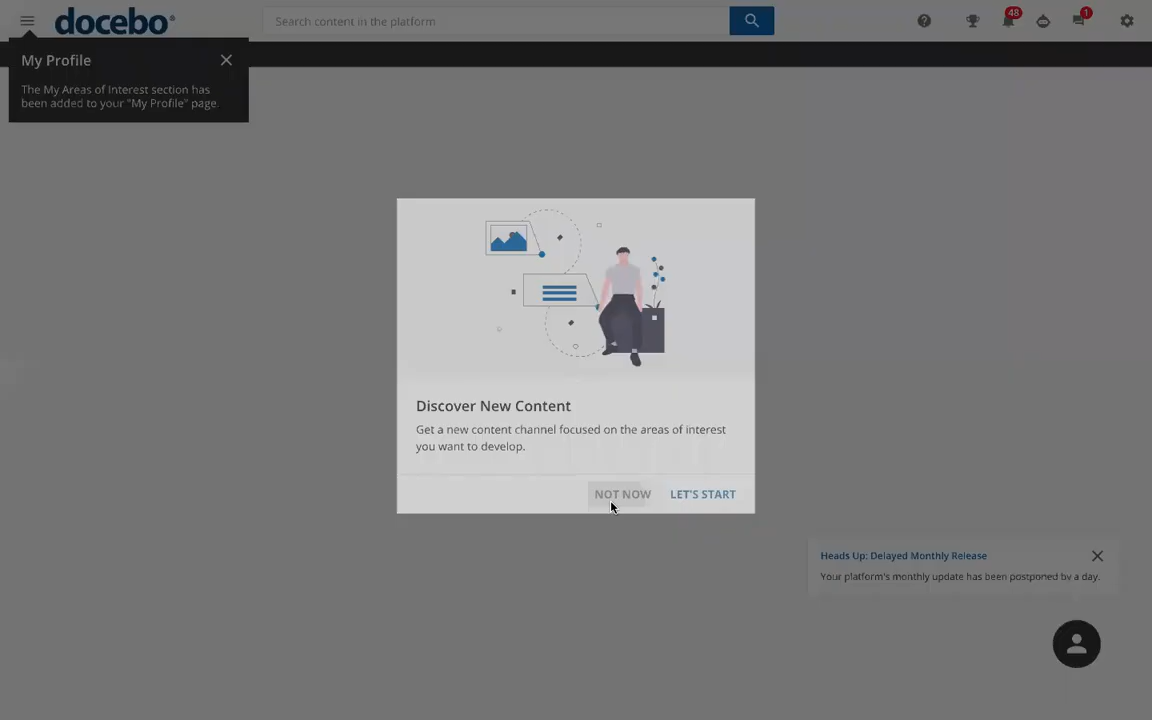 docebo
Search content in the platform
48
1
My Profile
The My Areas of Interest section has
been added to your "My Profile" page.
Discover New Content
Get a new content channel focused on the areas of interest
you want to develop.
NOT NOW
LET'S START
Heads Up: Delayed Monthly Release
Your platform's monthly update has been postponed by a day.